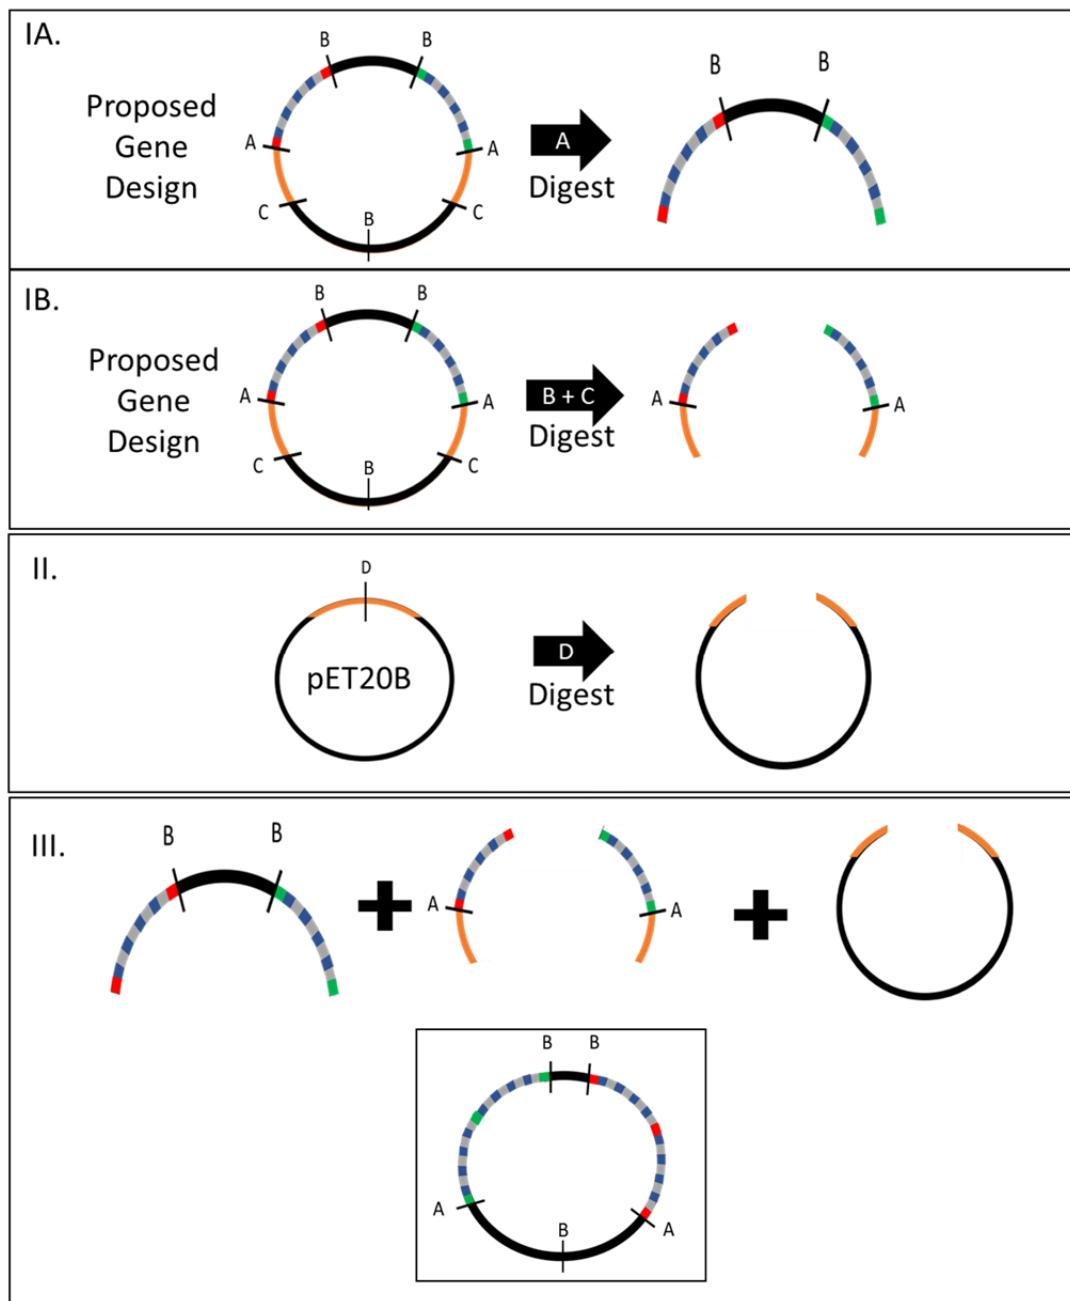 IA.
B B
Proposed
Gene
Design
A A
C C
B
A
Digest
B B
IB.
B B
Proposed
Gene
Design
A A
C C
B
B + C
Digest
A A
II.
D
pET20B
D
Digest
III.
B B
A A
B B
A A
B